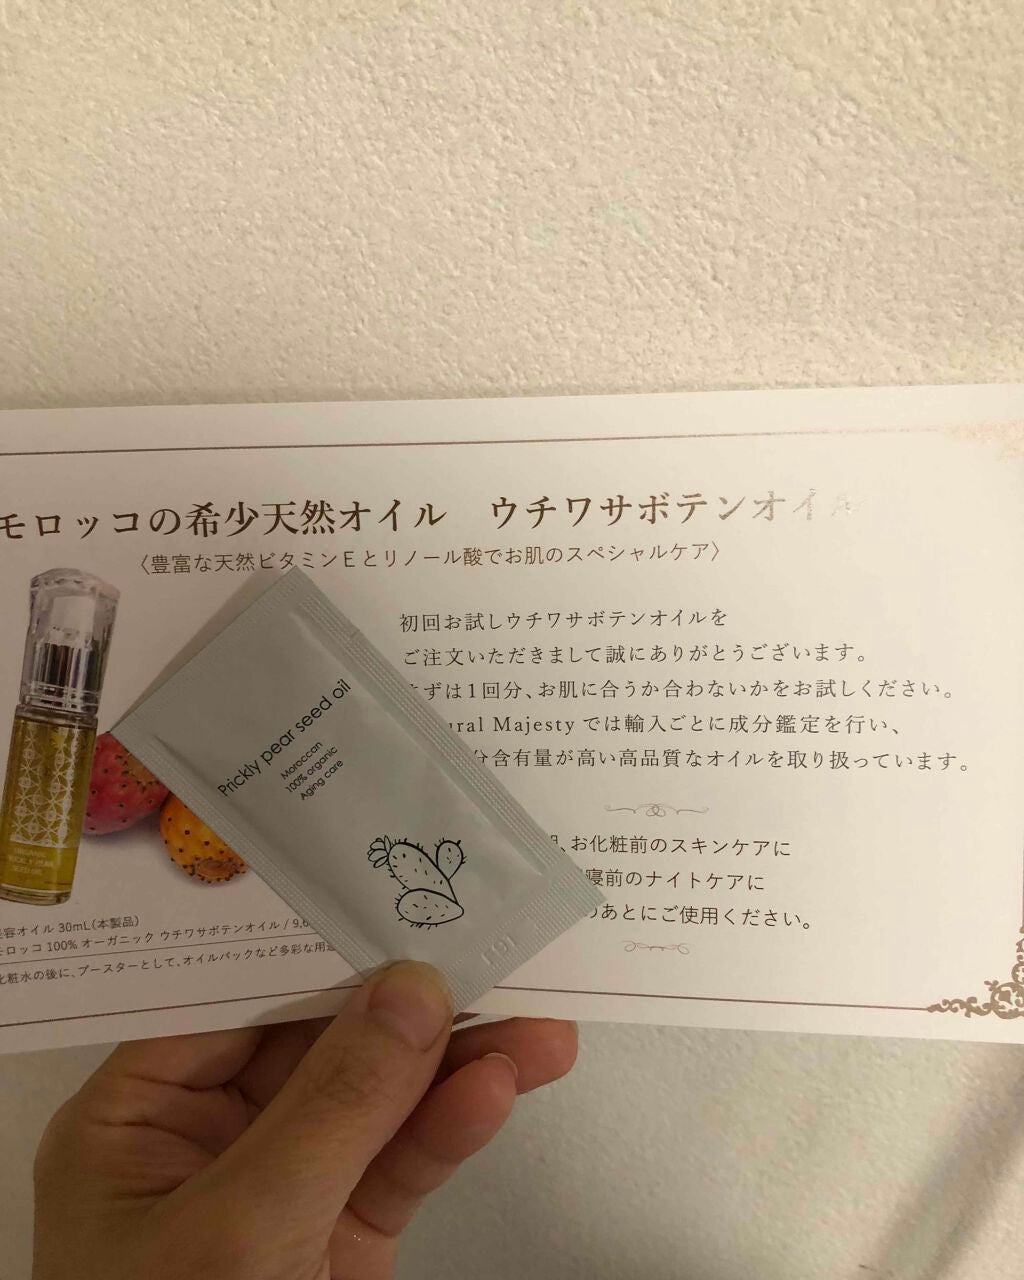 モロッコの希少天然オイル ウチワサボテンオイル
〈豊富な天然ビタミンEとリノール酸でお肌のスペシャルケア〉
初回お試しウチワサボテンオイルを
ご注文いただきまして誠にありがとうございます。
ずは1回分、お肌に合うか合わないかをお試しください。
ural Majesty では輸入ごとに成分鑑定を行い、
分含有量が高い高品質なオイルを取り扱っています。
、お化粧前のスキンケアに
寝前のナイトケアに
のあとにご使用ください。
Prickly pear seed oil
Moroccan
100% organic
Aging care
ORGANIC
PRICKLY PEAR
SEED OIL
容オイル 30mL(本製品)
モロッコ 100% オーガニック ウチワサボテンオイル / 9,6
化粧水の後に、ブースターとして、オイルパックなど多彩な用途